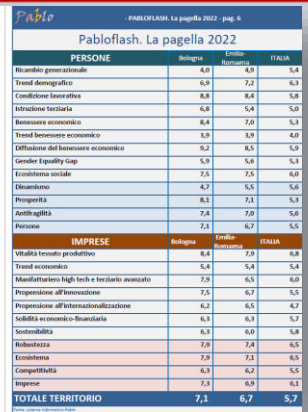 Pablo - PABLOFLASH. La pagella 2022 - pag. 6
Pabloflash. La pagella 2022
PERSONE Bologna Emilia-Romagna ITALIA
Ricambio generazionale 4,0 4,9 5,4
Trend demografico 6,9 7,2 6,3
Condizione lavorativa 8,8 8,4 5,8
Istruzione terziaria 6,8 5,4 5,0
Benessere economico 8,4 7,0 5,3
Trend benessere economico 3,9 3,9 4,0
Diffusione del benessere economico 9,2 8,5 5,9
Gender Equality Gap 5,9 5,6 5,3
Ecosistema sociale 7,5 7,5 6,0
Dinamismo 4,7 5,5 5,6
Prosperità 8,1 7,1 5,3
Antifragilità 7,4 7,0 5,6
Persone 7,1 6,7 5,5
IMPRESE Bologna Emilia-Romagna ITALIA
Vitalità tessuto produttivo 8,4 7,9 6,8
Trend economico 5,4 5,4 5,4
Manifatturiero high tech e terziario avanzato 7,9 6,5 6,0
Propensione all'innovazione 7,5 6,7 5,5
Propensione all'internazionalizzazione 6,2 6,5 4,7
Solidità economico-finanziaria 6,3 6,3 5,7
Sostenibilità 6,3 6,0 5,8
Robustezza 7,9 7,4 6,5
Ecosistema 7,9 7,1 6,5
Competitività 6,3 6,2 5,5
Imprese 7,3 6,9 6,1
TOTALE TERRITORIO 7,1 6,7 5,7
Fonte: sistema informativo Pablo